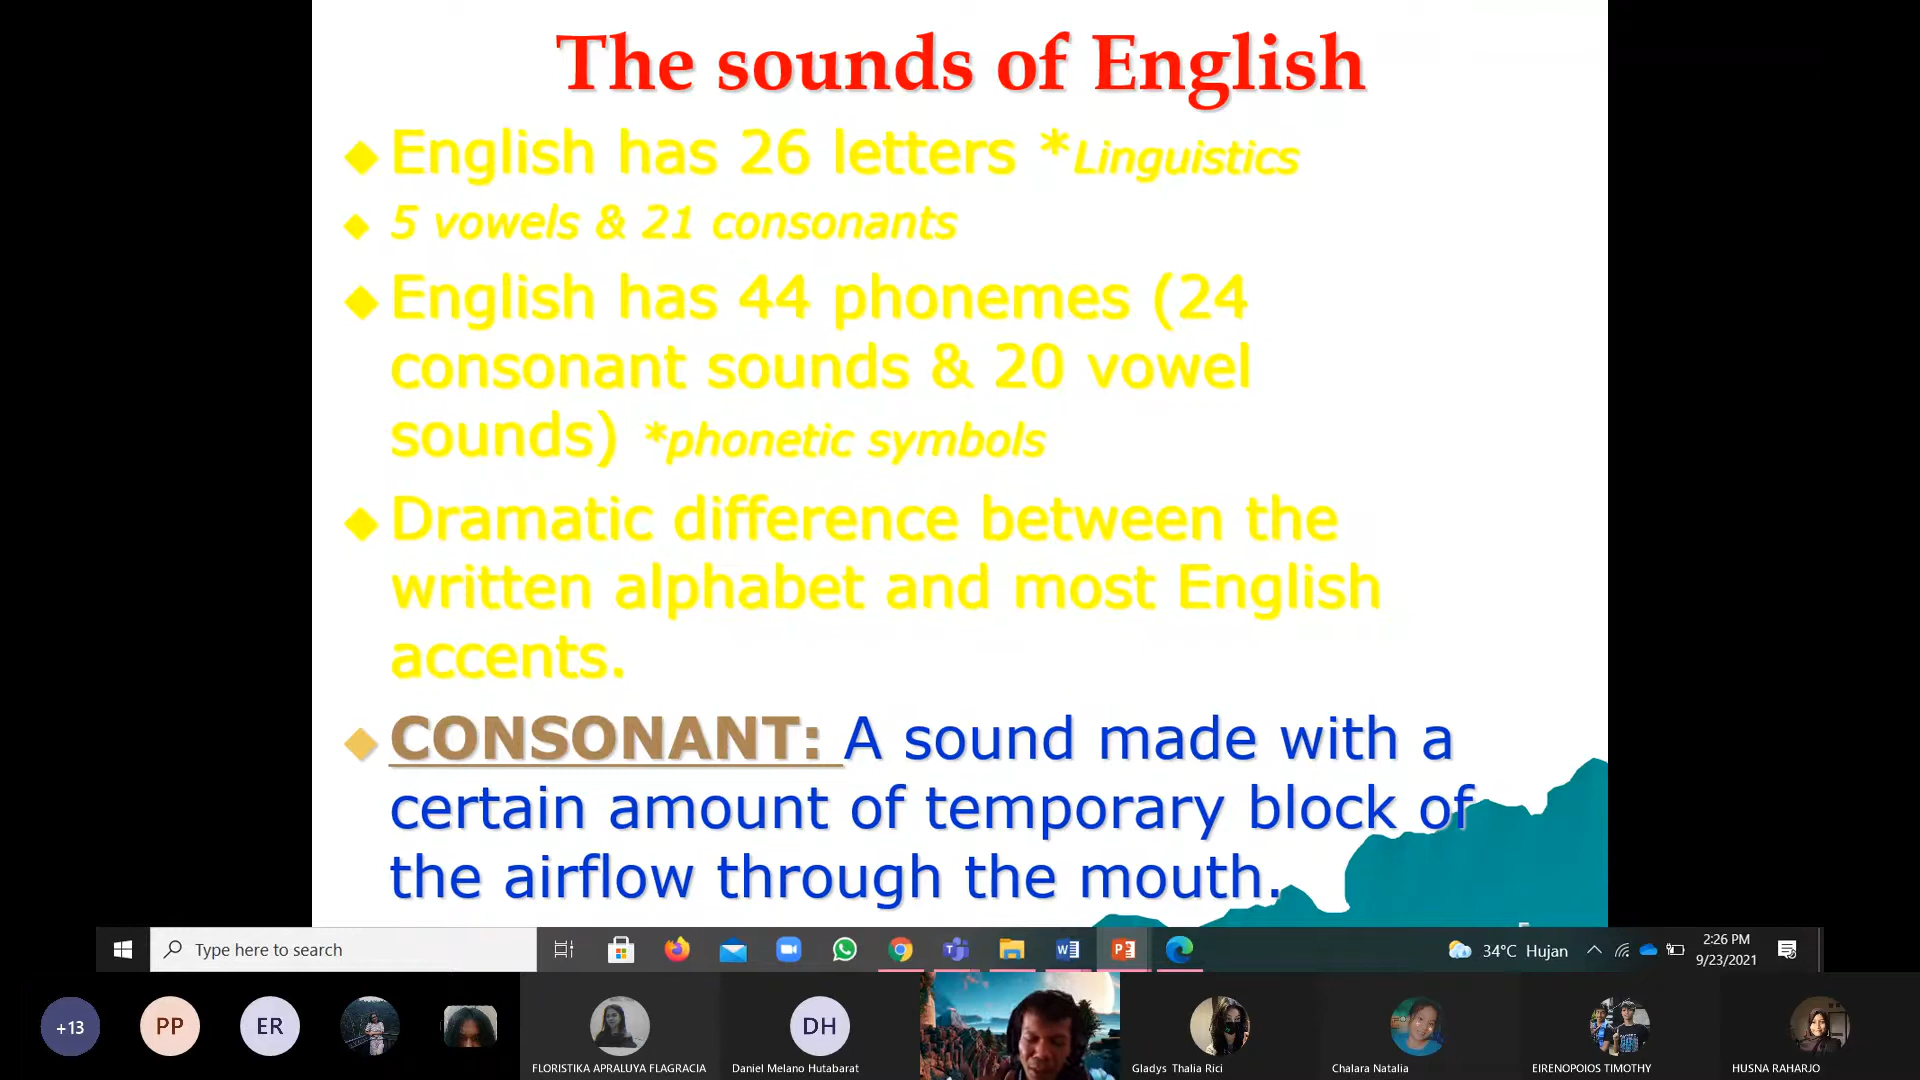 The sounds of English
English has 26 letters *Linguistics
5 vowels & 21 consonants
English has 44 phonemes (24
consonant sounds & 20 vowel
sounds) *phonetic symbols
Dramatic difference between the
written alphabet and most English
accents.
CONSONANT: A sound made with a
certain amount of temporary block of
the airflow through the mouth.
Type here to search
34°C Hujan
2:26 PM
9/23/2021
+13
PP
ER
DH
FLORISTIKA APRALUYA FLAGRACIA
Daniel Melano Hutabarat
Gladys Thalia Rici
Chalara Natalia
EIRENOPOIOS TIMOTHY
HUSNA RAHARJO